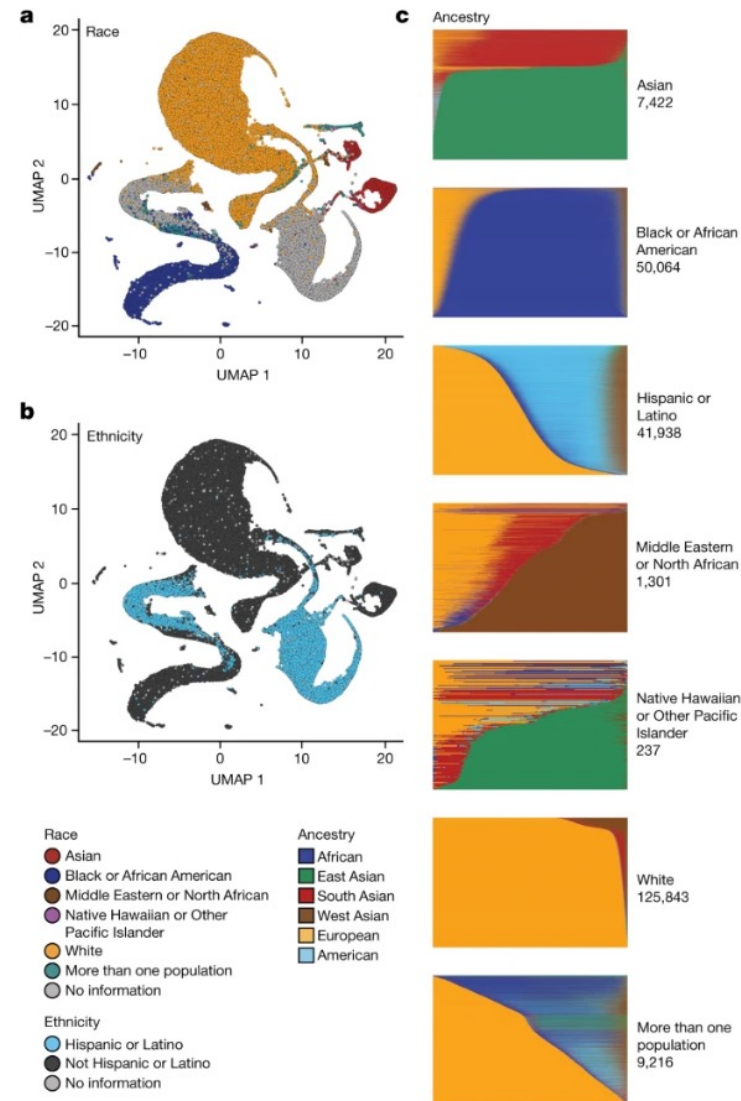 a
Race
20
10
0
−10
−20
UMAP 2
−10
0
10
20
UMAP 1
b
Ethnicity
20
10
0
−10
−20
UMAP 2
−10
0
10
20
UMAP 1
Race
Asian
Black or African American
Middle Eastern or North African
Native Hawaiian or Other
Pacific Islander
White
More than one population
No information
Ethnicity
Hispanic or Latino
Not Hispanic or Latino
No information
Ancestry
African
East Asian
South Asian
West Asian
European
American
c
Ancestry
Asian
7,422
Black or African
American
50,064
Hispanic or
Latino
41,938
Middle Eastern
or North African
1,301
Native Hawaiian
or Other Pacific
Islander
237
White
125,843
More than one
population
9,216